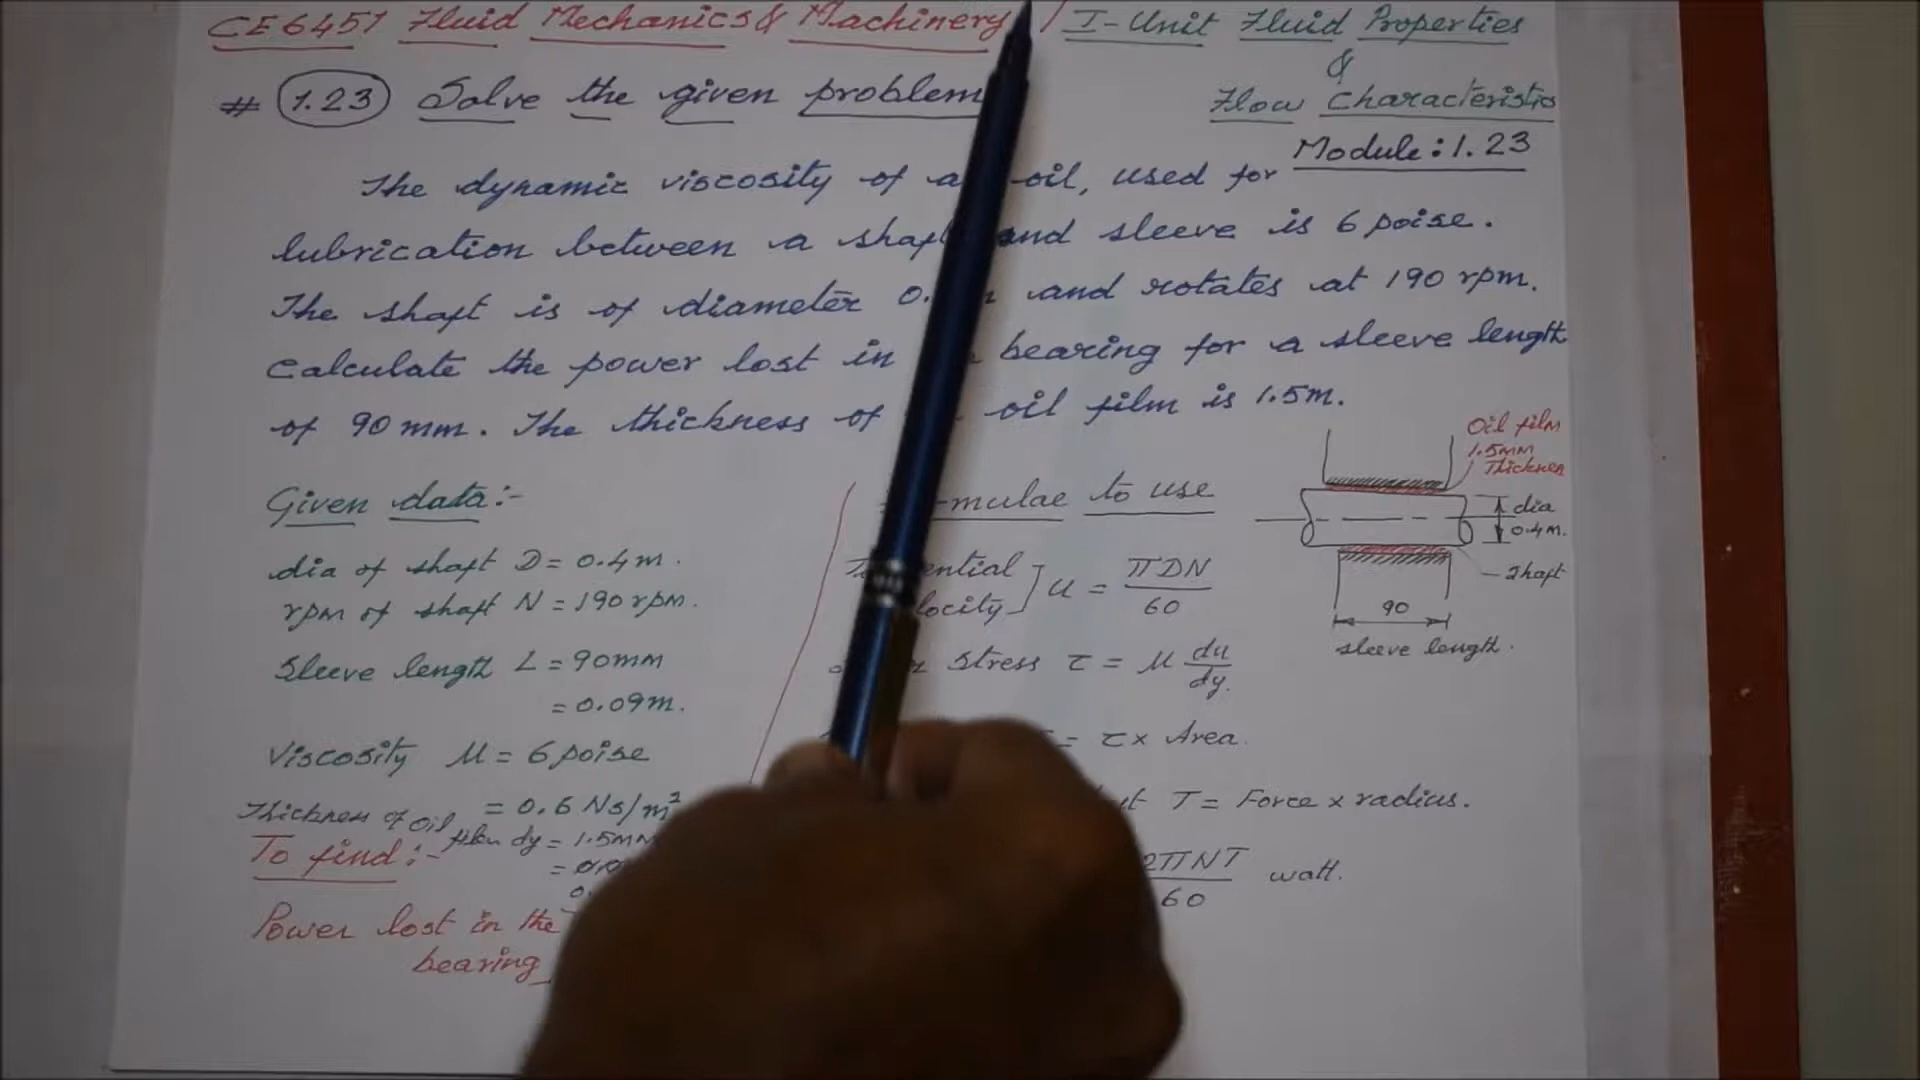 CE6451 Fluid Mechanics & Machinery / I-Unit Fluid Properties
&
Flow Characteristics
Module: 1.23
# 1.23 Solve the given problem
The dynamic viscosity of a oil, used for
lubrication between a shaft and sleeve is 6 poise.
The shaft is of diameter 0. and rotates at 190 rpm.
Calculate the power lost in bearing for a sleeve length
of 90 mm. The thickness of oil film is 1.5m.
Given data:-
dia of shaft D = 0.4m.
rpm of shaft N = 190 rpm.
Sleeve length L = 90mm
= 0.09m.
Viscosity μ = 6 poise
= 0.6 Ns/m²
Thickness of oil film dy = 1.5mm
=
To find:-
Power lost in the
bearing
-mulae to use
ential
locity ] u = πDN / 60
stress τ = μ du / dy.
= τ x Area.
T = Force x radius.
2πNT / 60 watt.
Oil film
1.5mm
Thicknes
dia
0.4m.
Shaft
90
sleeve length.